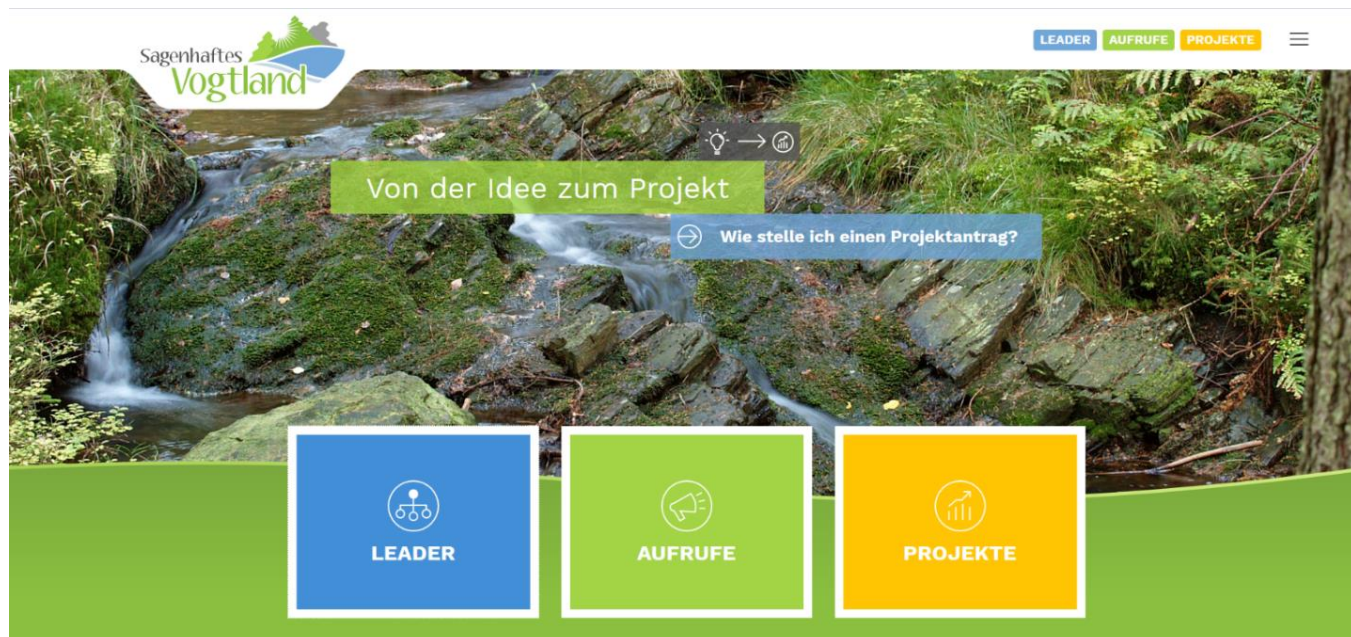 Sagenhaftes
Vogtland
LEADER AUFRUFE PROJEKTE
Von der Idee zum Projekt
Wie stelle ich einen Projektantrag?
LEADER AUFRUFE PROJEKTE